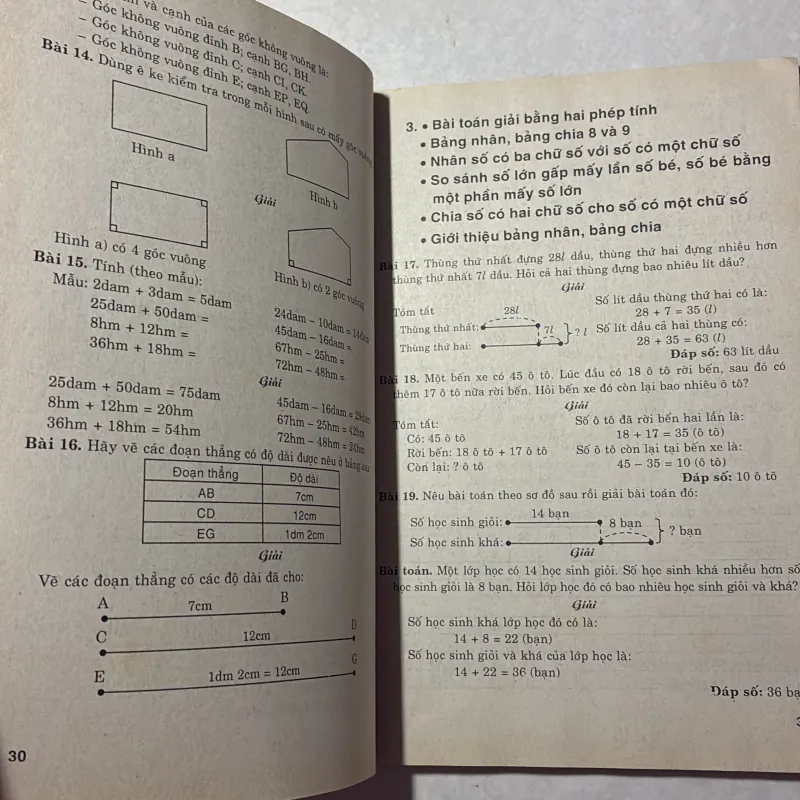 và cạnh của các góc không vuông là:
– Góc không vuông đỉnh B; cạnh BG, BH.
– Góc không vuông đỉnh C; cạnh CI, CK.
– Góc không vuông đỉnh E; cạnh EP, EQ.
Bài 14. Dùng ê ke kiểm tra trong mỗi hình sau có mấy góc vuông
Hình a
Hình b
Giải
Hình a) có 4 góc vuông
Hình b) có 2 góc vuông
Bài 15. Tính (theo mẫu):
Mẫu: 2dam + 3dam = 5dam
24dam – 10dam = 14dam
25dam + 50dam =
45dam – 16dam =
8hm + 12hm =
67hm – 25hm =
36hm + 18hm =
72hm – 48hm =
Giải
25dam + 50dam = 75dam
45dam – 16dam = 29dam
8hm + 12hm = 20hm
67hm – 25hm = 42hm
36hm + 18hm = 54hm
72hm – 48hm = 24hm
Bài 16. Hãy vẽ các đoạn thẳng có độ dài được nêu ở bảng sau
Đoạn thẳng Độ dài
AB 7cm
CD 12cm
EG 1dm 2cm
Giải
Vẽ các đoạn thẳng có các độ dài đã cho:
A 7cm B
C 12cm D
E 1dm 2cm = 12cm G
30
3. • Bài toán giải bằng hai phép tính
• Bảng nhân, bảng chia 8 và 9
• Nhân số có ba chữ số với số có một chữ số
• So sánh số lớn gấp mấy lần số bé, số bé bằng
một phần mấy số lớn
• Chia số có hai chữ số cho số có một chữ số
• Giới thiệu bảng nhân, bảng chia
Bài 17. Thùng thứ nhất đựng 28l dầu, thùng thứ hai đựng nhiều hơn
thùng thứ nhất 7l dầu. Hỏi cả hai thùng đựng bao nhiêu lít dầu?
Giải
Tóm tắt
28l
Thùng thứ nhất:
7l
? l
Thùng thứ hai:
Số lít dầu thùng thứ hai có là:
28 + 7 = 35 (l)
Số lít dầu cả hai thùng có:
28 + 35 = 63 (l)
Đáp số: 63 lít dầu
Bài 18. Một bến xe có 45 ô tô. Lúc đầu có 18 ô tô rời bến, sau đó có
thêm 17 ô tô nữa rời bến. Hỏi bến xe đó còn lại bao nhiêu ô tô?
Giải
Tóm tắt:
Có: 45 ô tô
Rời bến: 18 ô tô + 17 ô tô
Còn lại: ? ô tô
Số ô tô đã rời bến hai lần là:
18 + 17 = 35 (ô tô)
Số ô tô còn lại tại bến xe là:
45 – 35 = 10 (ô tô)
Đáp số: 10 ô tô
Bài 19. Nêu bài toán theo sơ đồ sau rồi giải bài toán đó:
14 bạn
Số học sinh giỏi:
8 bạn
? bạn
Số học sinh khá:
Giải
Bài toán. Một lớp học có 14 học sinh giỏi. Số học sinh khá nhiều hơn số
học sinh giỏi là 8 bạn. Hỏi lớp học đó có bao nhiêu học sinh giỏi và khá?
Giải
Số học sinh khá lớp học đó có là:
14 + 8 = 22 (bạn)
Số học sinh giỏi và khá của lớp học là:
14 + 22 = 36 (bạn)
Đáp số: 36